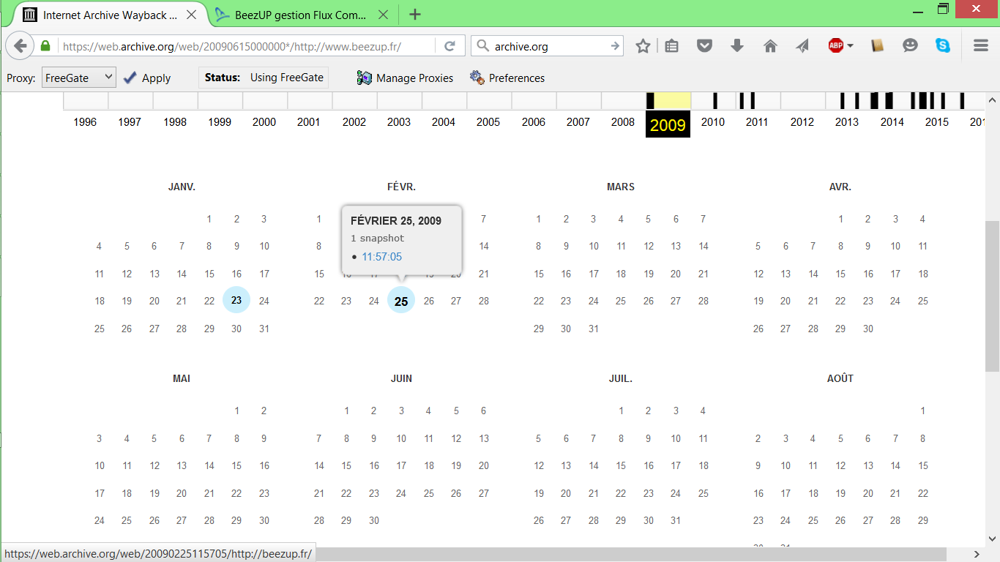 Internet Archive Wayback ...
BeezUP gestion Flux Com...
https://web.archive.org/web/20090615000000*/http://www.beezup.fr/
archive.org
ABP
Proxy: FreeGate Apply Status: Using FreeGate Manage Proxies Preferences
1996 1997 1998 1999 2000 2001 2002 2003 2004 2005 2006 2007 2008 2009 2010 2011 2012 2013 2014 2015 201
JANV. FÉVR. MARS AVR.
FÉVRIER 25, 2009
1 snapshot
• 11:57:05
1 2 3 1 7 1 2 3 4 5 6 7 1 2 3 4
4 5 6 7 8 9 10 8 14 8 9 10 11 12 13 14 5 6 7 8 9 10 11
11 12 13 14 15 16 17 15 21 15 16 17 18 19 20 21 12 13 14 15 16 17 18
18 19 20 21 22 23 24 22 23 24 25 26 27 28 22 23 24 25 26 27 28 19 20 21 22 23 24 25
25 26 27 28 29 30 31 29 30 31 26 27 28 29 30
MAI JUIN JUIL. AOÛT
1 2 1 2 3 4 5 6 1 2 3 4 1
3 4 5 6 7 8 9 7 8 9 10 11 12 13 5 6 7 8 9 10 11 2 3 4 5 6 7 8
10 11 12 13 14 15 16 14 15 16 17 18 19 20 12 13 14 15 16 17 18 9 10 11 12 13 14 15
17 18 19 20 21 22 23 21 22 23 24 25 26 27 19 20 21 22 23 24 25 16 17 18 19 20 21 22
24 25 26 27 28 29 30 28 29 30 26 27 28 29 30 31 23 24 25 26 27 28 29
https://web.archive.org/web/20090225115705/http://beezup.fr/